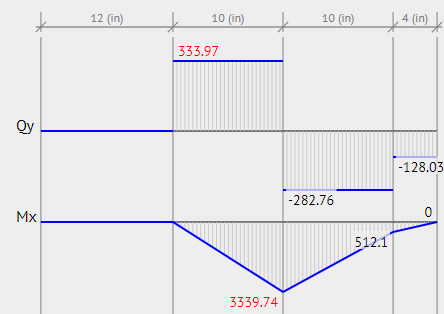 12 (in) 10 (in) 10 (in) 4 (in)
333.97
Qy
-128.03
-282.76
Mx 0
512.1
3339.74